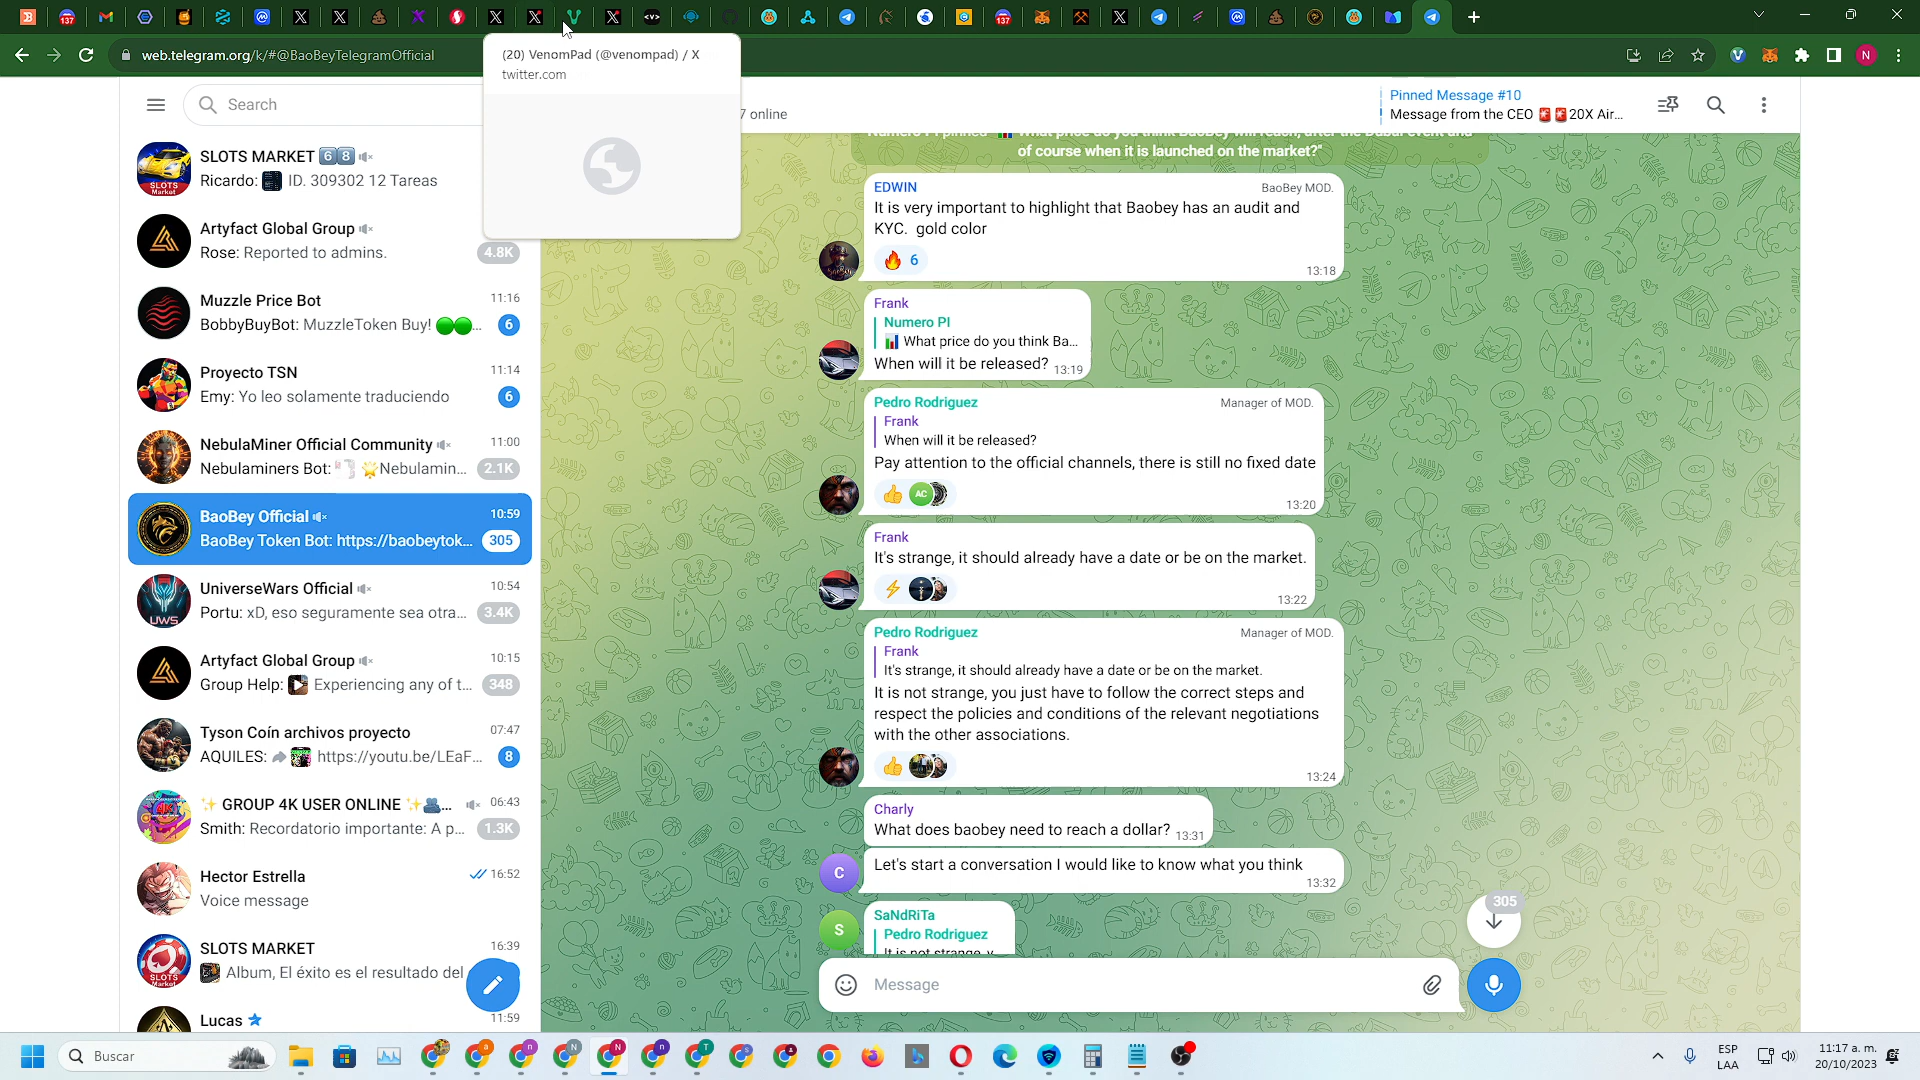 (20) VenomPad (@venompad) / X
twitter.com
web.telegram.org/k/#@BaoBeyTelegramOfficial
Search
7 online
Pinned Message #10
Message from the CEO 🚨🚨20X Air...
of course when it is launched on the market?"
SLOTS MARKET 6 8
Ricardo: ID. 309302 12 Tareas
Artyfact Global Group
Rose: Reported to admins.
4.8K
Muzzle Price Bot
11:16
BobbyBuyBot: MuzzleToken Buy! 🟢🟢...
6
Proyecto TSN
11:14
Emy: Yo leo solamente traduciendo
6
NebulaMiner Official Community
11:00
Nebulaminers Bot: Nebulamin...
2.1K
BaoBey Official
10:59
BaoBey Token Bot: https://baobeytok...
305
UniverseWars Official
10:54
Portu: xD, eso seguramente sea otra...
3.4K
UWS
Artyfact Global Group
10:15
Group Help: Experiencing any of t...
348
Tyson Coín archivos proyecto
07:47
AQUILES: https://youtu.be/LEaF...
8
✨ GROUP 4K USER ONLINE ✨👥...
06:43
Smith: Recordatorio importante: A p...
1.3K
Hector Estrella
16:52
Voice message
SLOTS MARKET
16:39
Album, El éxito es el resultado del
Lucas
11:59
EDWIN
BaoBey MOD.
It is very important to highlight that Baobey has an audit and
KYC. gold color
🔥 6
13:18
Frank
Numero PI
📊 What price do you think Ba...
When will it be released? 13:19
Pedro Rodriguez
Manager of MOD.
Frank
When will it be released?
Pay attention to the official channels, there is still no fixed date
👍 AC
13:20
Frank
It's strange, it should already have a date or be on the market.
⚡
13:22
Pedro Rodriguez
Manager of MOD.
Frank
It's strange, it should already have a date or be on the market.
It is not strange, you just have to follow the correct steps and
respect the policies and conditions of the relevant negotiations
with the other associations.
👍
13:24
Charly
What does baobey need to reach a dollar? 13:31
C
Let's start a conversation I would like to know what you think
13:32
S
SaNdRiTa
Pedro Rodriguez
It is not strange, y
305
Message
Buscar
ESP
LAA
11:17 a. m.
20/10/2023